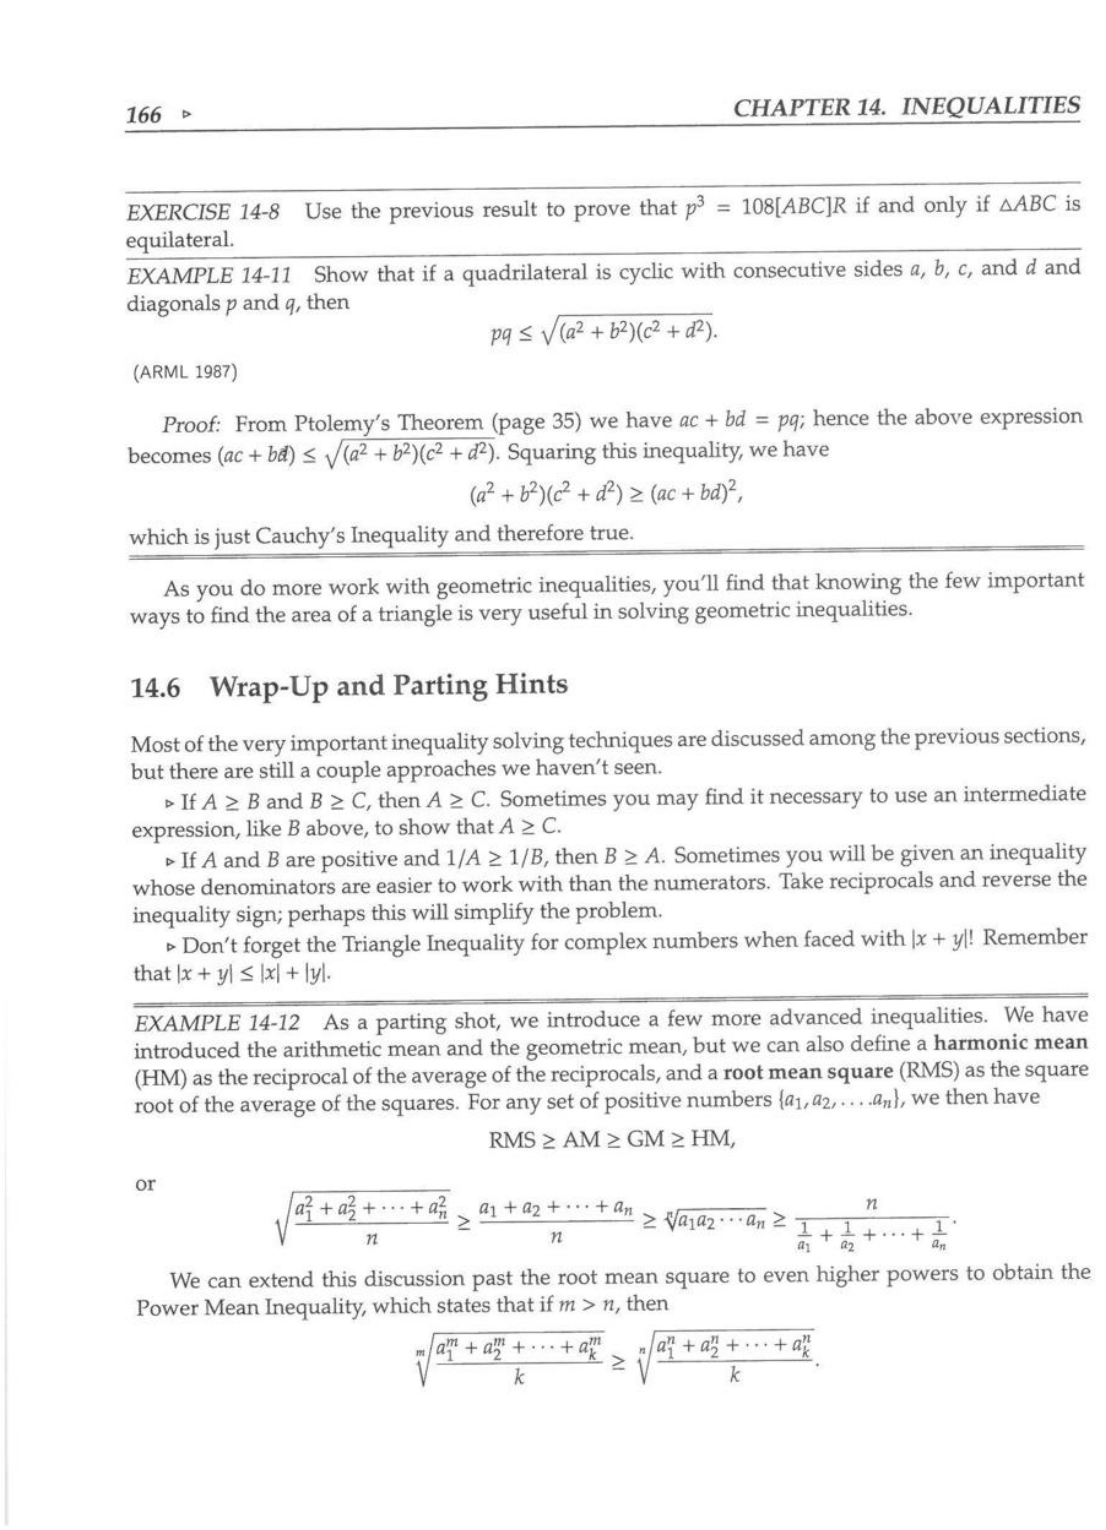 166 ▹ CHAPTER 14. INEQUALITIES
EXERCISE 14-8 Use the previous result to prove that p³ = 108[ABC]R if and only if △ABC is
equilateral.
EXAMPLE 14-11 Show that if a quadrilateral is cyclic with consecutive sides a, b, c, and d and
diagonals p and q, then
pq ≤ √((a² + b²)(c² + d²)).
(ARML 1987)
Proof: From Ptolemy's Theorem (page 35) we have ac + bd = pq; hence the above expression
becomes (ac + bd) ≤ √((a² + b²)(c² + d²)). Squaring this inequality, we have
(a² + b²)(c² + d²) ≥ (ac + bd)²,
which is just Cauchy's Inequality and therefore true.
As you do more work with geometric inequalities, you'll find that knowing the few important
ways to find the area of a triangle is very useful in solving geometric inequalities.
14.6 Wrap-Up and Parting Hints
Most of the very important inequality solving techniques are discussed among the previous sections,
but there are still a couple approaches we haven't seen.
▹ If A ≥ B and B ≥ C, then A ≥ C. Sometimes you may find it necessary to use an intermediate
expression, like B above, to show that A ≥ C.
▹ If A and B are positive and 1/A ≥ 1/B, then B ≥ A. Sometimes you will be given an inequality
whose denominators are easier to work with than the numerators. Take reciprocals and reverse the
inequality sign; perhaps this will simplify the problem.
▹ Don't forget the Triangle Inequality for complex numbers when faced with |x + y|! Remember
that |x + y| ≤ |x| + |y|.
EXAMPLE 14-12 As a parting shot, we introduce a few more advanced inequalities. We have
introduced the arithmetic mean and the geometric mean, but we can also define a harmonic mean
(HM) as the reciprocal of the average of the reciprocals, and a root mean square (RMS) as the square
root of the average of the squares. For any set of positive numbers {a₁, a₂, . . . .aₙ}, we then have
RMS ≥ AM ≥ GM ≥ HM,
or
√((a₁² + a₂² + ··· + aₙ²)/n) ≥ (a₁ + a₂ + ··· + aₙ)/n ≥ ⁿ√(a₁a₂···aₙ) ≥ n/(1/a₁ + 1/a₂ + ··· + 1/aₙ).
We can extend this discussion past the root mean square to even higher powers to obtain the
Power Mean Inequality, which states that if m > n, then
ᵐ√((a₁ᵐ + a₂ᵐ + ··· + aₖᵐ)/k) ≥ ⁿ√((a₁ⁿ + a₂ⁿ + ··· + aₖⁿ)/k).